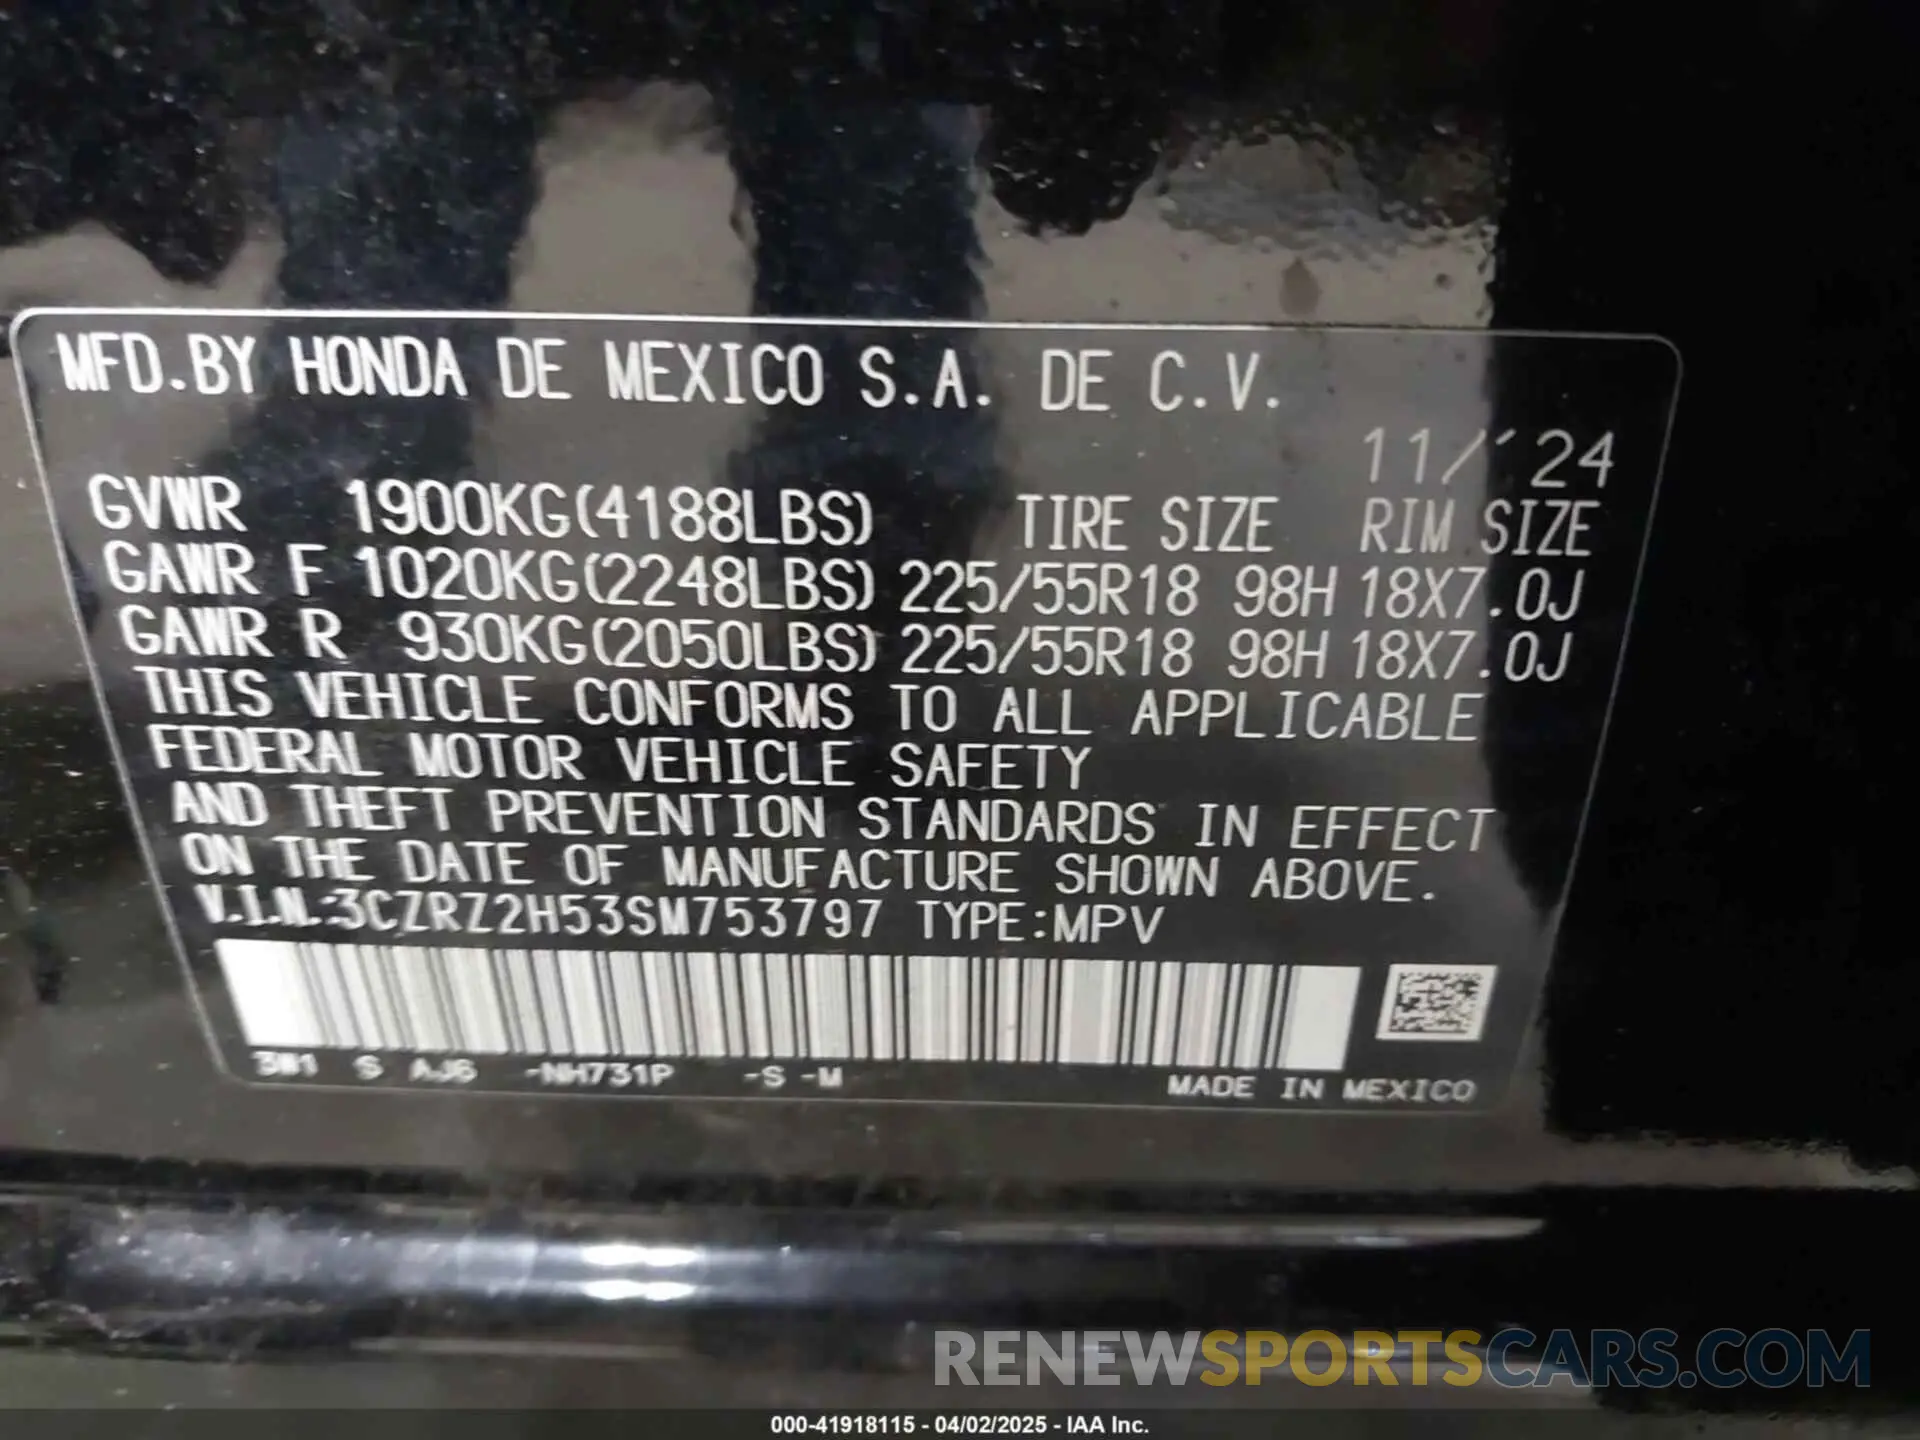 MFD.BY HONDA DE MEXICO S.A. DE C.V.
11/'24
GVWR 1900KG(4188LBS) TIRE SIZE RIM SIZE
GAWR F 1020KG(2248LBS) 225/55R18 98H 18X7.0J
GAWR R 930KG(2050LBS) 225/55R18 98H 18X7.0J
THIS VEHICLE CONFORMS TO ALL APPLICABLE
FEDERAL MOTOR VEHICLE SAFETY
AND THEFT PREVENTION STANDARDS IN EFFECT
ON THE DATE OF MANUFACTURE SHOWN ABOVE.
V.I.N.:3CZRZ2H53SM753797 TYPE:MPV
3W1 S AJ6 -NH731P -S -M MADE IN MEXICO
RENEWSPORTSCARS.COM
000-41918115 - 04/02/2025 - IAA Inc.